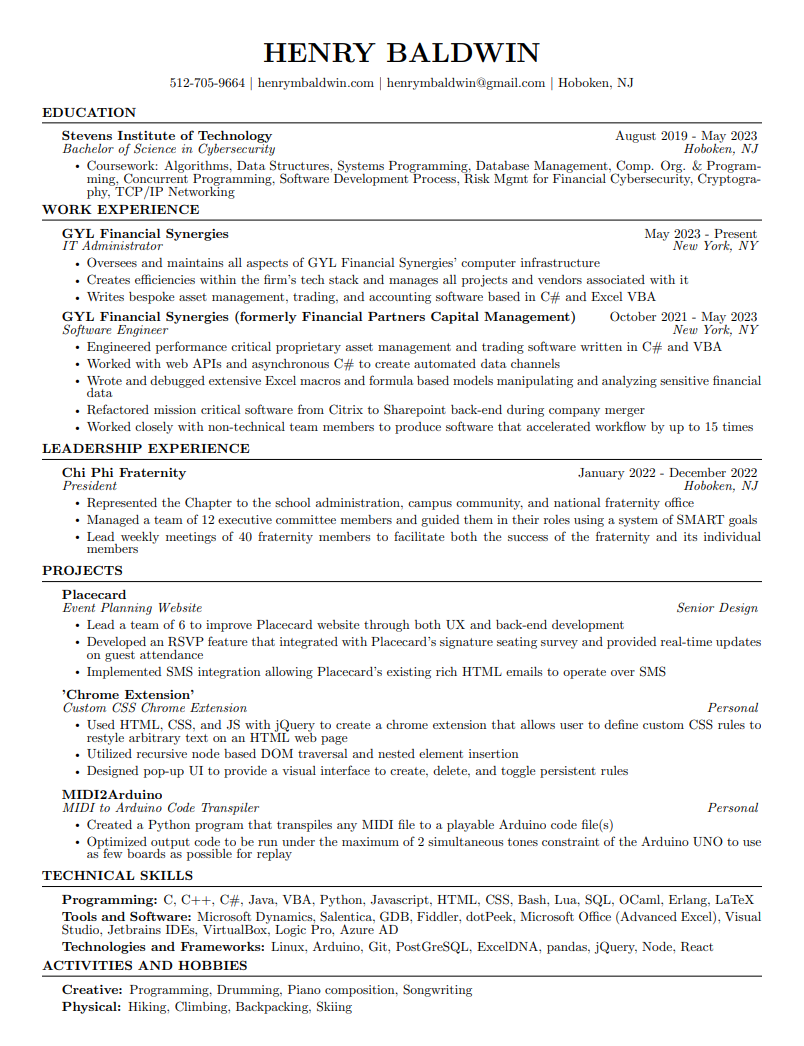 HENRY BALDWIN
512-705-9664 | henrymbaldwin.com | henrymbaldwin@gmail.com | Hoboken, NJ
EDUCATION
Stevens Institute of Technology August 2019 - May 2023
Bachelor of Science in Cybersecurity Hoboken, NJ
• Coursework: Algorithms, Data Structures, Systems Programming, Database Management, Comp. Org. & Program-
ming, Concurrent Programming, Software Development Process, Risk Mgmt for Financial Cybersecurity, Cryptogra-
phy, TCP/IP Networking
WORK EXPERIENCE
GYL Financial Synergies May 2023 - Present
IT Administrator New York, NY
• Oversees and maintains all aspects of GYL Financial Synergies' computer infrastructure
• Creates efficiencies within the firm's tech stack and manages all projects and vendors associated with it
• Writes bespoke asset management, trading, and accounting software based in C# and Excel VBA
GYL Financial Synergies (formerly Financial Partners Capital Management) October 2021 - May 2023
Software Engineer New York, NY
• Engineered performance critical proprietary asset management and trading software written in C# and VBA
• Worked with web APIs and asynchronous C# to create automated data channels
• Wrote and debugged extensive Excel macros and formula based models manipulating and analyzing sensitive financial
data
• Refactored mission critical software from Citrix to Sharepoint back-end during company merger
• Worked closely with non-technical team members to produce software that accelerated workflow by up to 15 times
LEADERSHIP EXPERIENCE
Chi Phi Fraternity January 2022 - December 2022
President Hoboken, NJ
• Represented the Chapter to the school administration, campus community, and national fraternity office
• Managed a team of 12 executive committee members and guided them in their roles using a system of SMART goals
• Lead weekly meetings of 40 fraternity members to facilitate both the success of the fraternity and its individual
members
PROJECTS
Placecard
Event Planning Website Senior Design
• Lead a team of 6 to improve Placecard website through both UX and back-end development
• Developed an RSVP feature that integrated with Placecard's signature seating survey and provided real-time updates
on guest attendance
• Implemented SMS integration allowing Placecard's existing rich HTML emails to operate over SMS
'Chrome Extension'
Custom CSS Chrome Extension Personal
• Used HTML, CSS, and JS with jQuery to create a chrome extension that allows user to define custom CSS rules to
restyle arbitrary text on an HTML web page
• Utilized recursive node based DOM traversal and nested element insertion
• Designed pop-up UI to provide a visual interface to create, delete, and toggle persistent rules
MIDI2Arduino
MIDI to Arduino Code Transpiler Personal
• Created a Python program that transpiles any MIDI file to a playable Arduino code file(s)
• Optimized output code to be run under the maximum of 2 simultaneous tones constraint of the Arduino UNO to use
as few boards as possible for replay
TECHNICAL SKILLS
Programming: C, C++, C#, Java, VBA, Python, Javascript, HTML, CSS, Bash, Lua, SQL, OCaml, Erlang, LaTeX
Tools and Software: Microsoft Dynamics, Salentica, GDB, Fiddler, dotPeek, Microsoft Office (Advanced Excel), Visual
Studio, Jetbrains IDEs, VirtualBox, Logic Pro, Azure AD
Technologies and Frameworks: Linux, Arduino, Git, PostGreSQL, ExcelDNA, pandas, jQuery, Node, React
ACTIVITIES AND HOBBIES
Creative: Programming, Drumming, Piano composition, Songwriting
Physical: Hiking, Climbing, Backpacking, Skiing